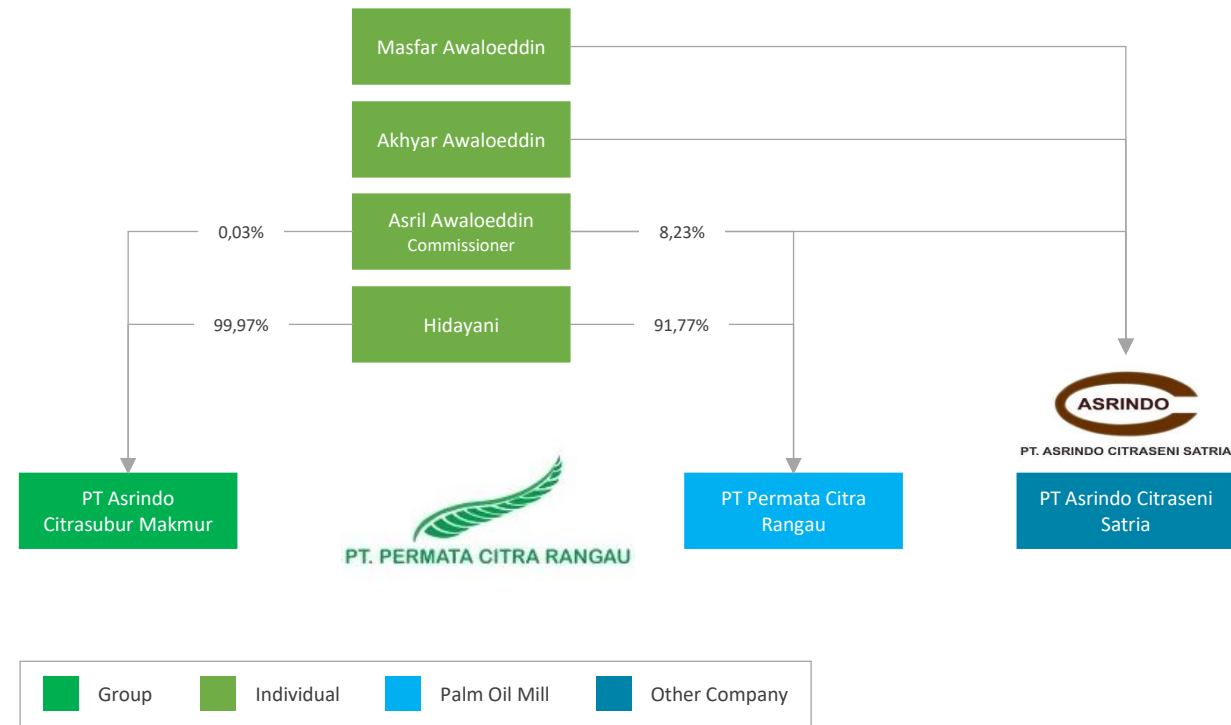 Masfar Awaloeddin
Akhyar Awaloeddin
0,03%
Asril Awaloeddin
Commissioner
8,23%
99,97%
Hidayani
91,77%
ASRINDO
PT. ASRINDO CITRASENI SATRIA
PT Asrindo
Citrasubur Makmur
PT. PERMATA CITRA RANGAU
PT Permata Citra
Rangau
PT Asrindo Citraseni
Satria
Group
Individual
Palm Oil Mill
Other Company